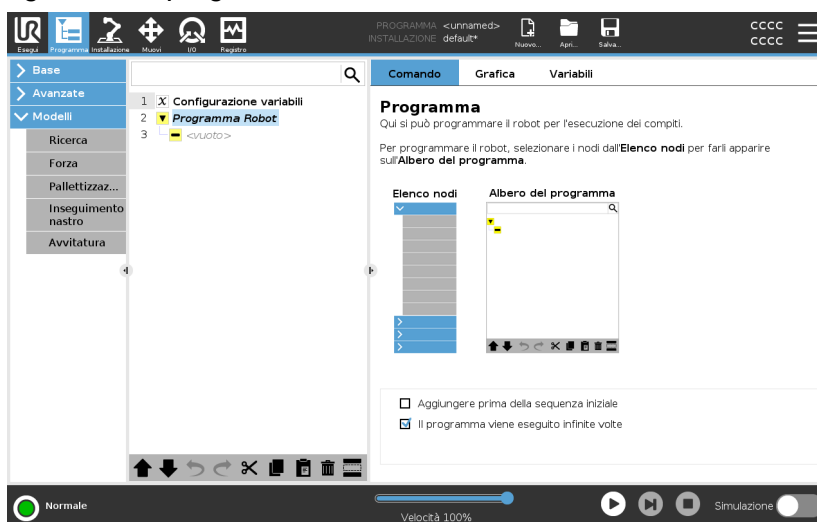 PROGRAMMA <unnamed>
INSTALLAZIONE default*
UR
Esegui
Programma
Installazione
Muovi
I/O
Registro
Nuovo...
Apri...
Salva...
cccc
cccc
Base
Avanzate
Modelli
Ricerca
Forza
Pallettizzaz...
Inseguimento
nastro
Avvitatura
1 X Configurazione variabili
2 Programma Robot
3 <vuoto>
Comando Grafica Variabili
Programma
Qui si può programmare il robot per l'esecuzione dei compiti.
Per programmare il robot, selezionare i nodi dall'Elenco nodi per farli apparire
sull'Albero del programma.
Elenco nodi Albero del programma
Aggiungere prima della sequenza iniziale
Il programma viene eseguito infinite volte
Normale
Velocità 100%
Simulazione